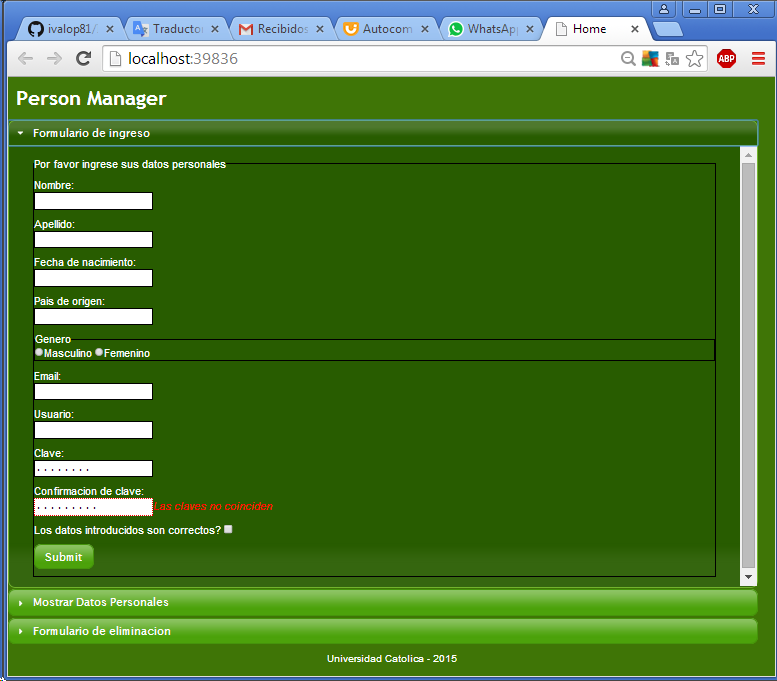 ivalop81/
Traducto
Recibidos
Autocom
WhatsApp
Home
localhost:39836
ABP
Person Manager
Formulario de ingreso
Por favor ingrese sus datos personales
Nombre:
Apellido:
Fecha de nacimiento:
Pais de origen:
Genero
Masculino Femenino
Email:
Usuario:
Clave:
........
Confirmacion de clave:
......... Las claves no coinciden
Los datos introducidos son correctos?
Submit
Mostrar Datos Personales
Formulario de eliminacion
Universidad Catolica - 2015